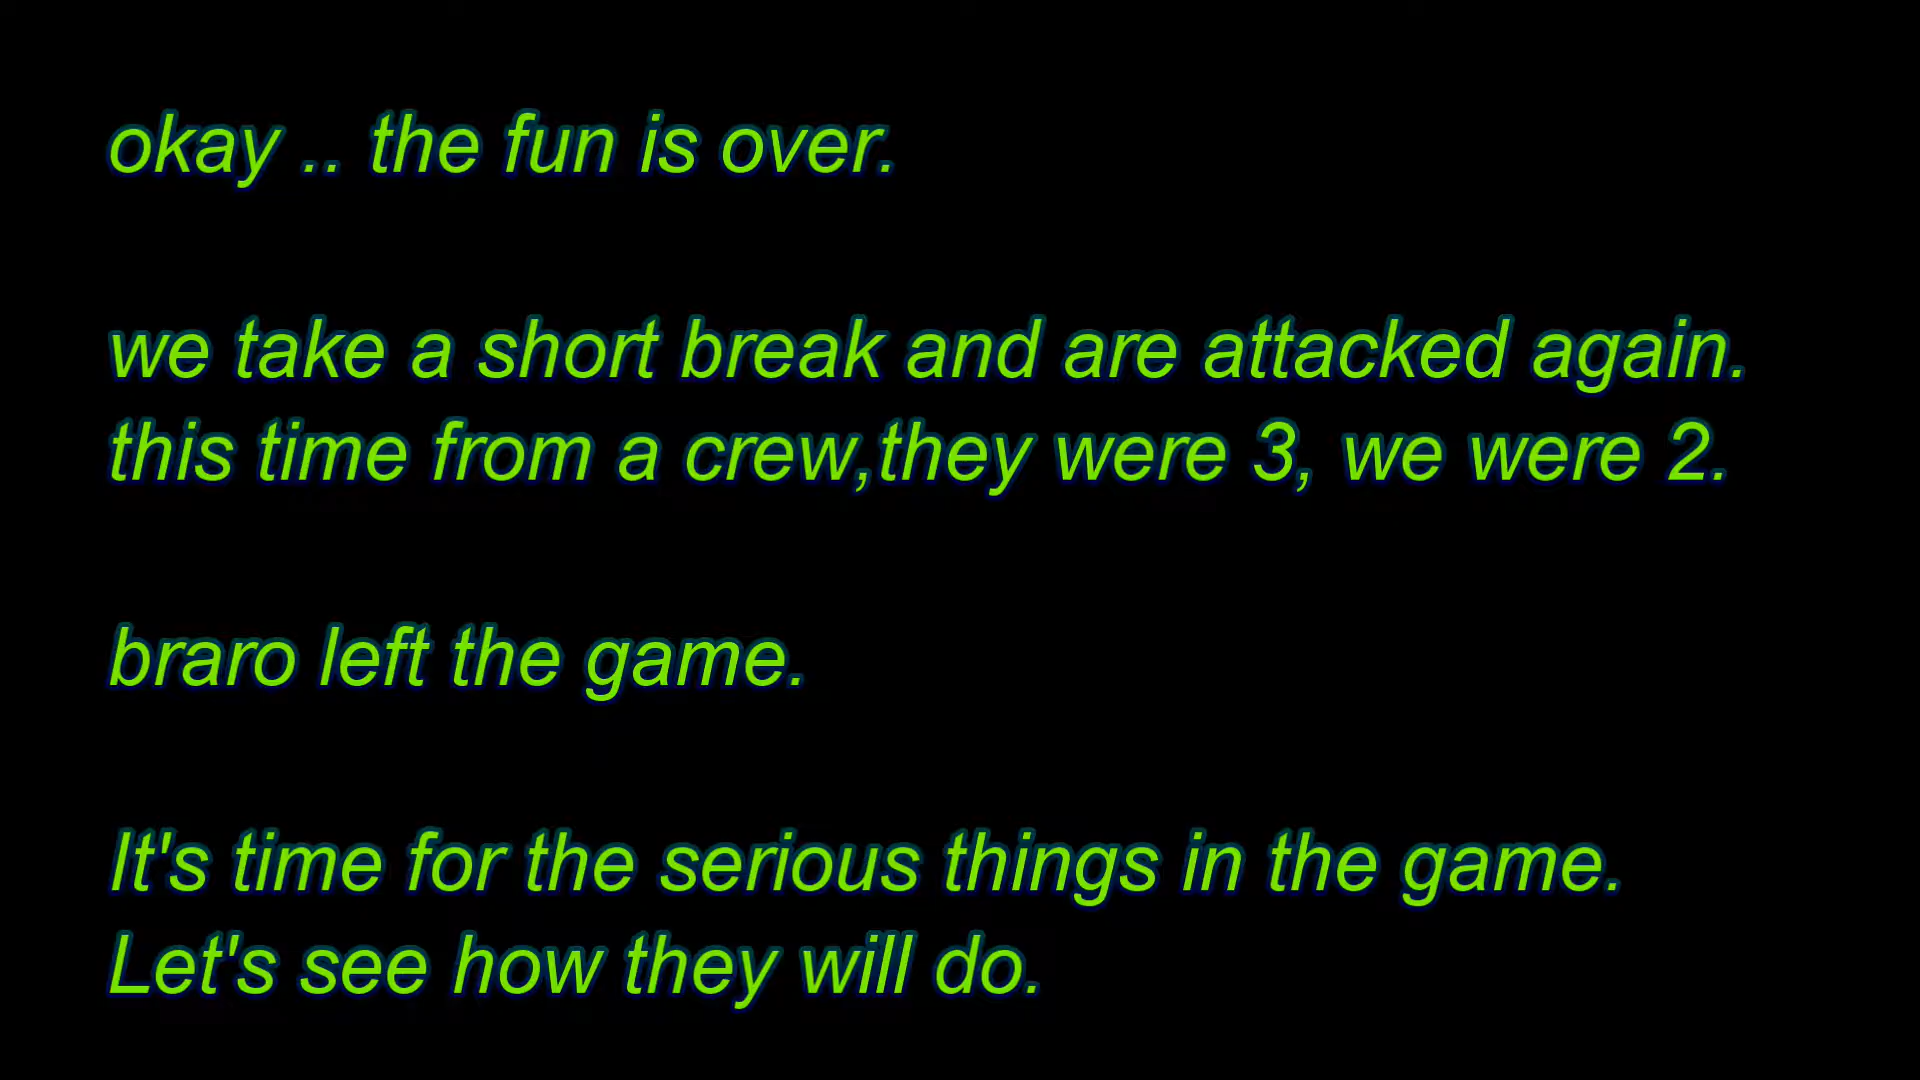 okay .. the fun is over.
we take a short break and are attacked again.
this time from a crew,they were 3, we were 2.
braro left the game.
It's time for the serious things in the game.
Let's see how they will do.